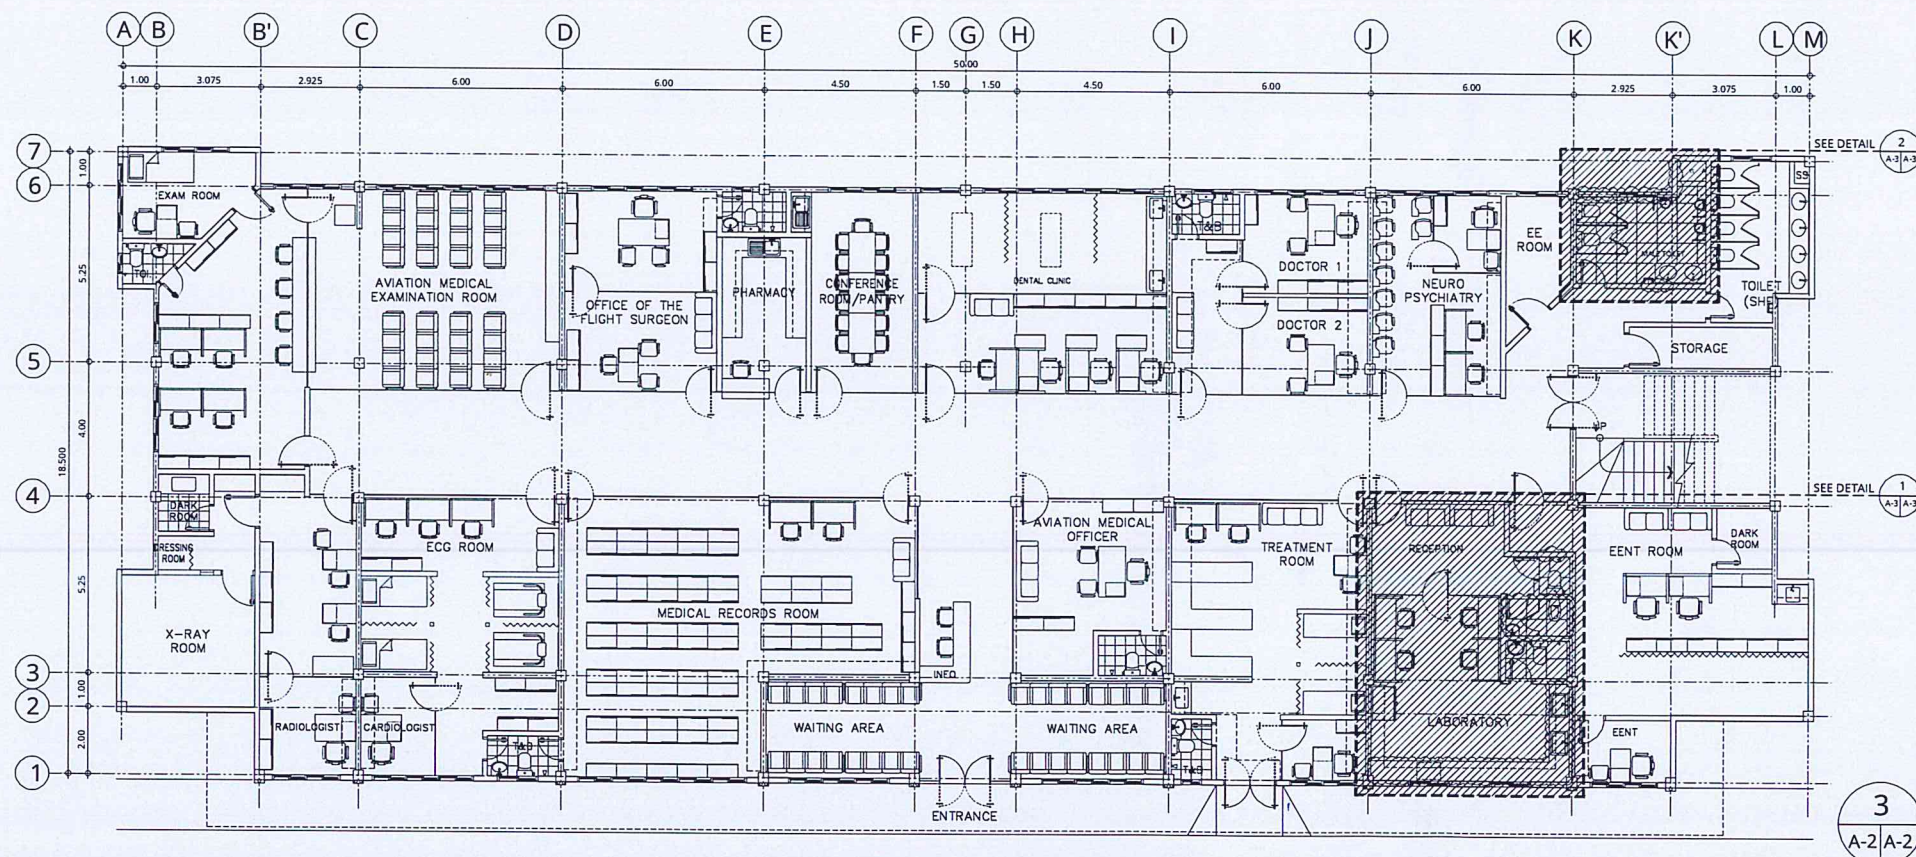 A B B' C D E F G H I J K K' L M
50.00
1.00 3.075 2.925 6.00 6.00 4.50 1.50 1.50 4.50 6.00 6.00 2.925 3.075 1.00
7
6
5
4
3
2
1
18.500
1.00
5.25
4.00
5.25
1.00
2.00
SEE DETAIL 2
A-3 A-3
EXAM ROOM
TOI.
AVIATION MEDICAL
EXAMINATION ROOM
OFFICE OF THE
FLIGHT SURGEON
PHARMACY
CONFERENCE
ROOM/PANTRY
DENTAL CLINIC
T&B
DOCTOR 1
DOCTOR 2
NEURO
PSYCHIATRY
EE
ROOM
MALE TOILET
SS
TOILET
(SHE)
STORAGE
UP
SEE DETAIL 1
A-3 A-3
DARK
ROOM
DRESSING
ROOM
X-RAY
ROOM
ECG ROOM
MEDICAL RECORDS ROOM
INFO
AVIATION MEDICAL
OFFICER
TREATMENT
ROOM
RECEPTION
EENT ROOM
DARK
ROOM
RADIOLOGIST
CARDIOLOGIST
T&B
WAITING AREA
WAITING AREA
T&B
LABORATORY
EENT
ENTRANCE
3
A-2 A-2